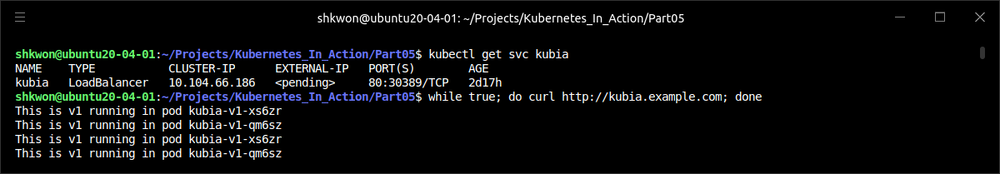 shkwon@ubuntu20-04-01: ~/Projects/Kubernetes_In_Action/Part05
shkwon@ubuntu20-04-01:~/Projects/Kubernetes_In_Action/Part05$ kubectl get svc kubia
NAME    TYPE           CLUSTER-IP      EXTERNAL-IP   PORT(S)        AGE
kubia   LoadBalancer   10.104.66.186   <pending>     80:30389/TCP   2d17h
shkwon@ubuntu20-04-01:~/Projects/Kubernetes_In_Action/Part05$ while true; do curl http://kubia.example.com; done
This is v1 running in pod kubia-v1-xs6zr
This is v1 running in pod kubia-v1-qm6sz
This is v1 running in pod kubia-v1-xs6zr
This is v1 running in pod kubia-v1-qm6sz